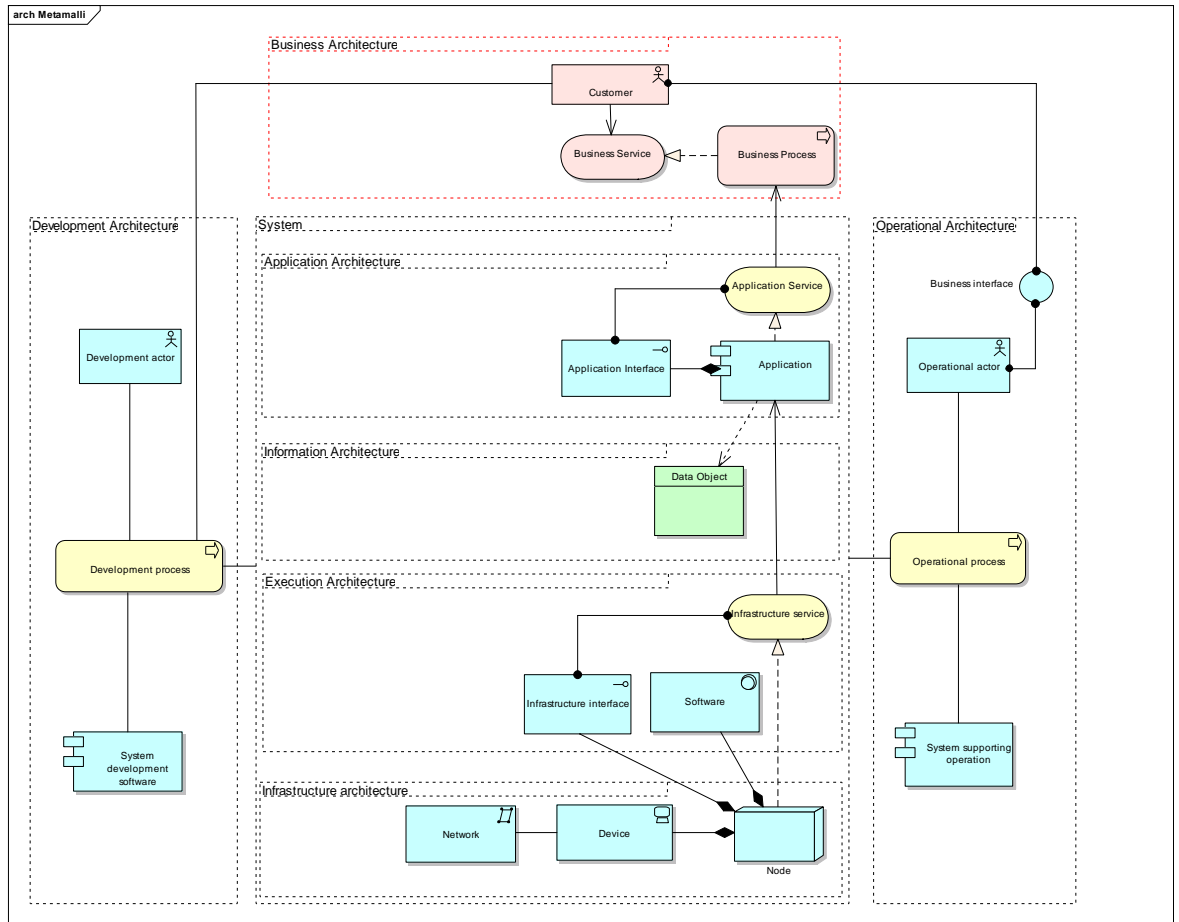 arch Metamalli
Business Architecture
Customer
Business Service
Business Process
Development Architecture
System
Operational Architecture
Application Architecture
Application Service
Business interface
Development actor
Application Interface
Application
Operational actor
Information Architecture
Data Object
Development process
Operational process
Execution Architecture
Infrastructure service
Infrastructure interface
Software
System
development
software
System supporting
operation
Infrastructure architecture
Network
Device
Node